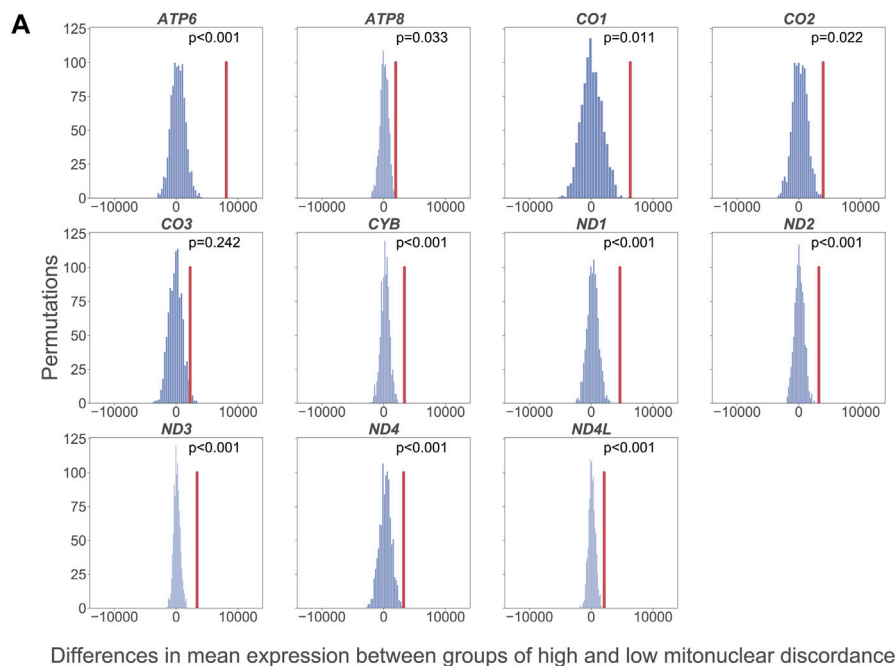 A
ATP6
ATP8
CO1
CO2
p<0.001
p=0.033
p=0.011
p=0.022
125
100
75
50
25
0
−10000 0 10000
−10000 0 10000
−10000 0 10000
−10000 0 10000
CO3
CYB
ND1
ND2
p=0.242
p<0.001
p<0.001
p<0.001
125
100
75
50
25
0
Permutations
−10000 0 10000
−10000 0 10000
−10000 0 10000
−10000 0 10000
ND3
ND4
ND4L
p<0.001
p<0.001
p<0.001
125
100
75
50
25
0
−10000 0 10000
−10000 0 10000
−10000 0 10000
Differences in mean expression between groups of high and low mitonuclear discordance